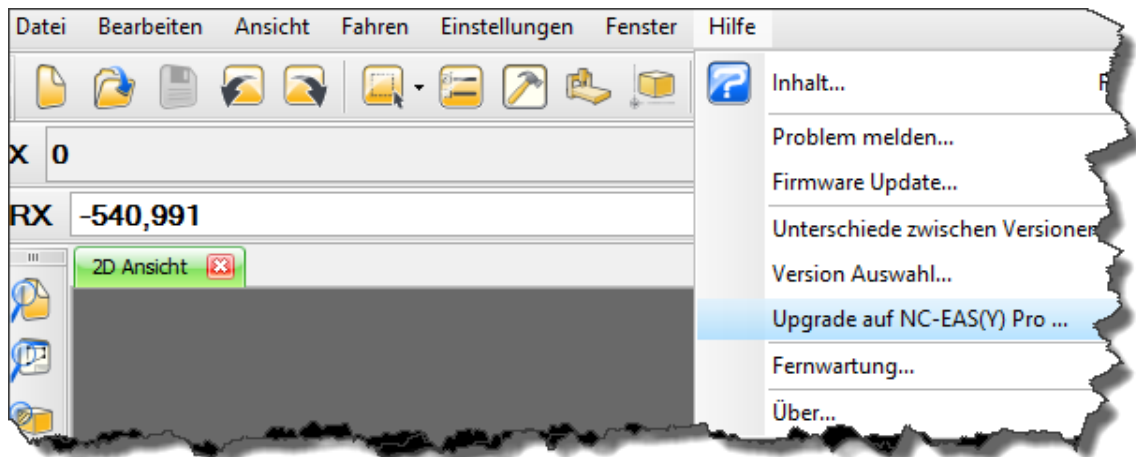 Datei Bearbeiten Ansicht Fahren Einstellungen Fenster Hilfe
Inhalt...
X 0
Problem melden...
Firmware Update...
RX -540,991
Unterschiede zwischen Versionen
2D Ansicht
Version Auswahl...
Upgrade auf NC-EAS(Y) Pro ...
Fernwartung...
Über...